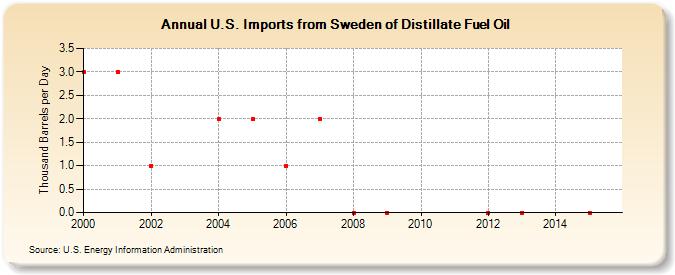 Annual U.S. Imports from Sweden of Distillate Fuel Oil
Thousand Barrels per Day
3.5
3.0
2.5
2.0
1.5
1.0
0.5
0.0
2000 2002 2004 2006 2008 2010 2012 2014
Source: U.S. Energy Information Administration